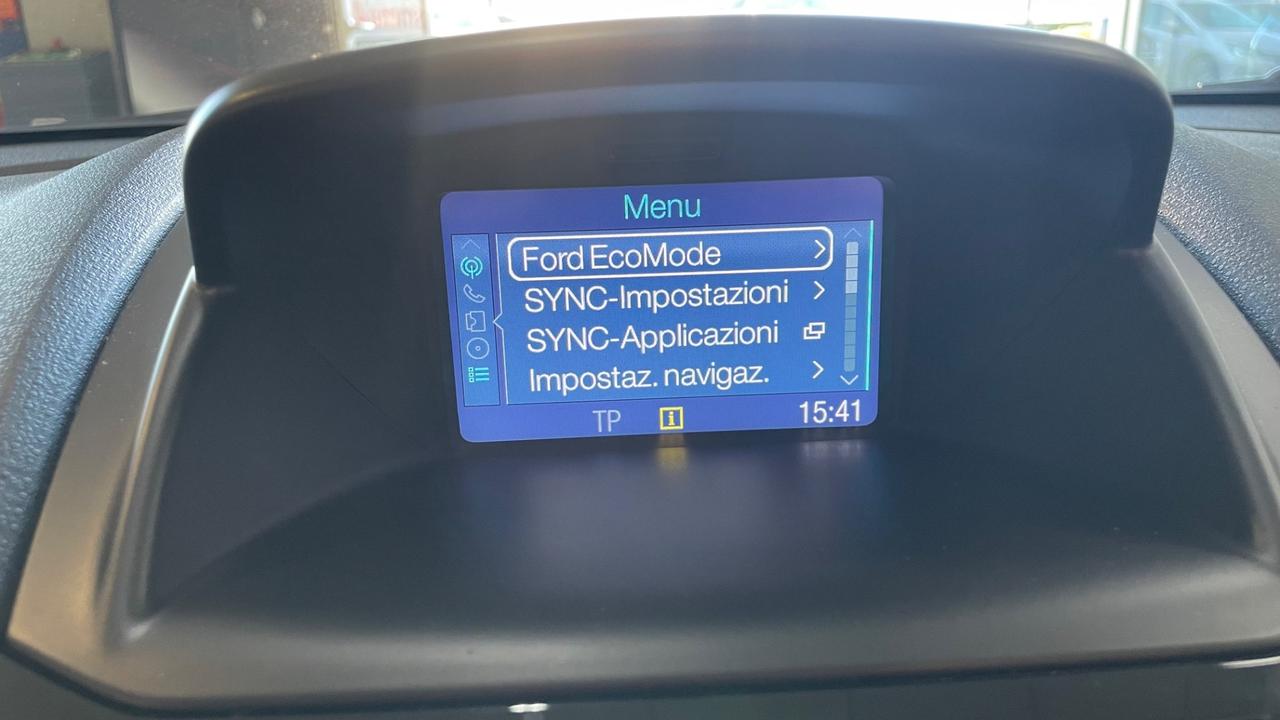 Menu
Ford EcoMode
SYNC-Impostazioni
SYNC-Applicazioni
Impostaz. navigaz.
TP i 15:41